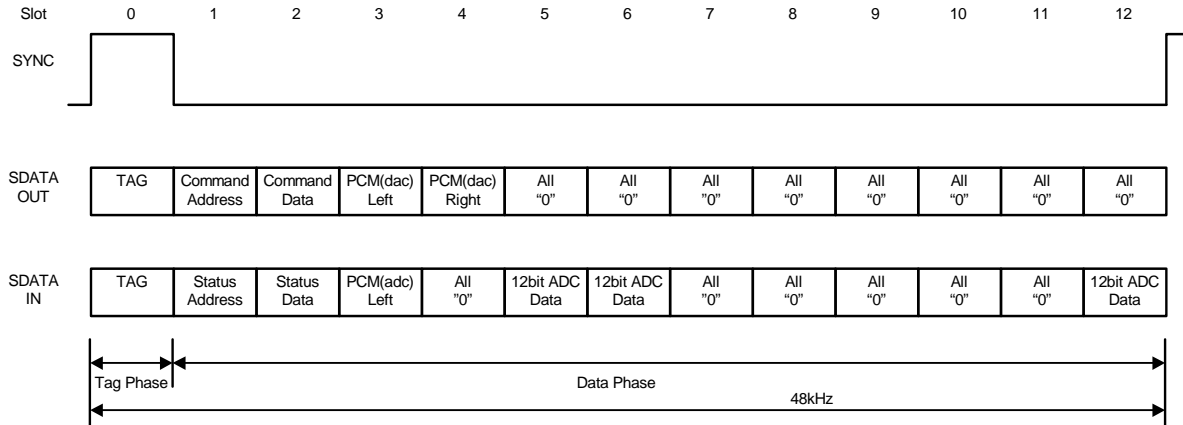 Slot 0 1 2 3 4 5 6 7 8 9 10 11 12
SYNC
SDATA OUT
TAG
Command Address
Command Data
PCM(dac) Left
PCM(dac) Right
All “0”
All “0”
All ”0”
All “0”
All “0”
All “0”
All “0”
All “0”
SDATA IN
TAG
Status Address
Status Data
PCM(adc) Left
All ”0”
12bit ADC Data
12bit ADC Data
All ”0”
All “0”
All “0”
All “0”
All “0”
12bit ADC Data
Tag Phase
Data Phase
48kHz